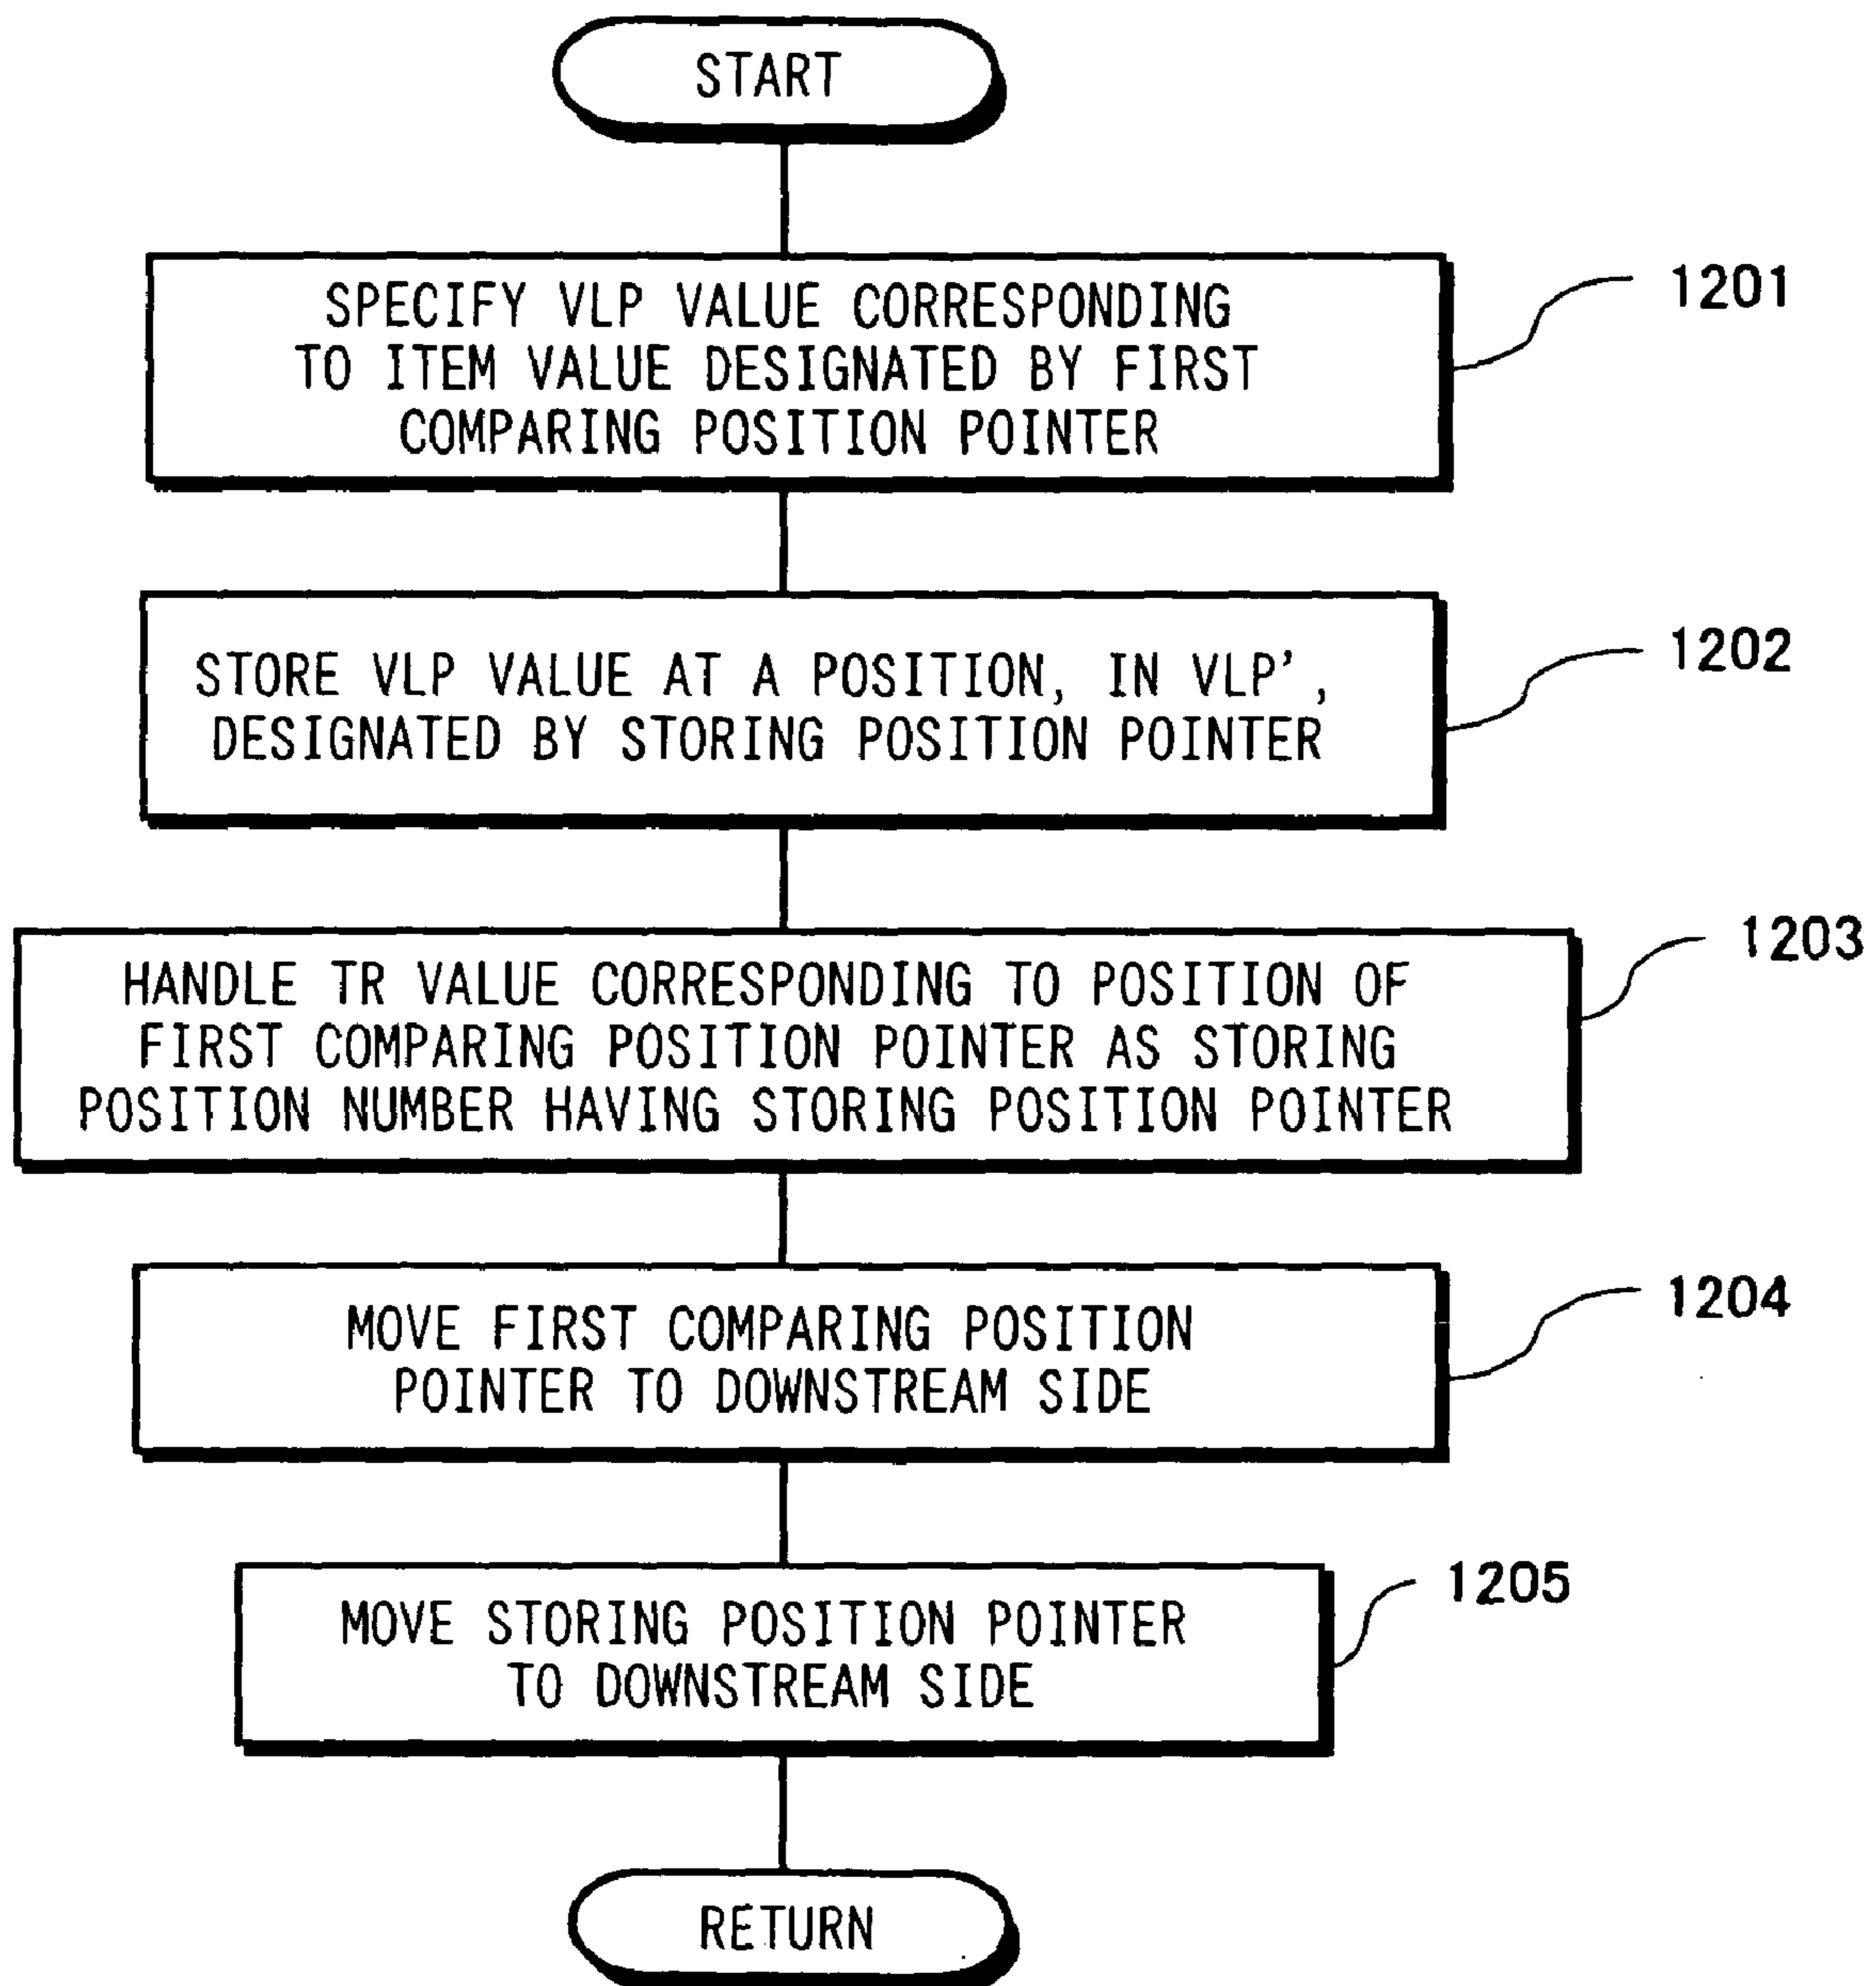 START
SPECIFY VLP VALUE CORRESPONDING
TO ITEM VALUE DESIGNATED BY FIRST
COMPARING POSITION POINTER
1201
STORE VLP VALUE AT A POSITION, IN VLP',
DESIGNATED BY STORING POSITION POINTER
1202
HANDLE TR VALUE CORRESPONDING TO POSITION OF
FIRST COMPARING POSITION POINTER AS STORING
POSITION NUMBER HAVING STORING POSITION POINTER
1203
MOVE FIRST COMPARING POSITION
POINTER TO DOWNSTREAM SIDE
1204
MOVE STORING POSITION POINTER
TO DOWNSTREAM SIDE
1205
RETURN